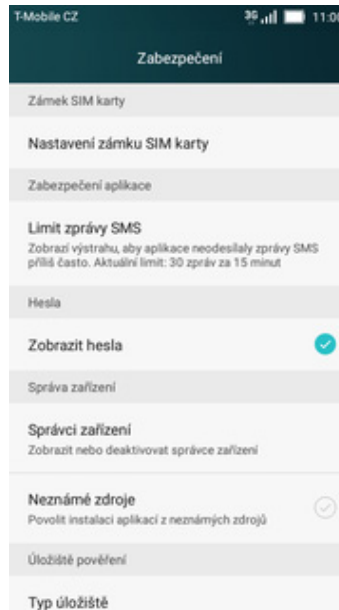 T-Mobile CZ 3G 11:00
Zabezpečení
Zámek SIM karty
Nastavení zámku SIM karty
Zabezpečení aplikace
Limit zprávy SMS
Zobrazí výstrahu, aby aplikace neodesílaly zprávy SMS
příliš často. Aktuální limit: 30 zpráv za 15 minut
Hesla
Zobrazit hesla
Správa zařízení
Správci zařízení
Zobrazit nebo deaktivovat správce zařízení
Neznámé zdroje
Povolit instalaci aplikací z neznámých zdrojů
Úložiště pověření
Typ úložiště